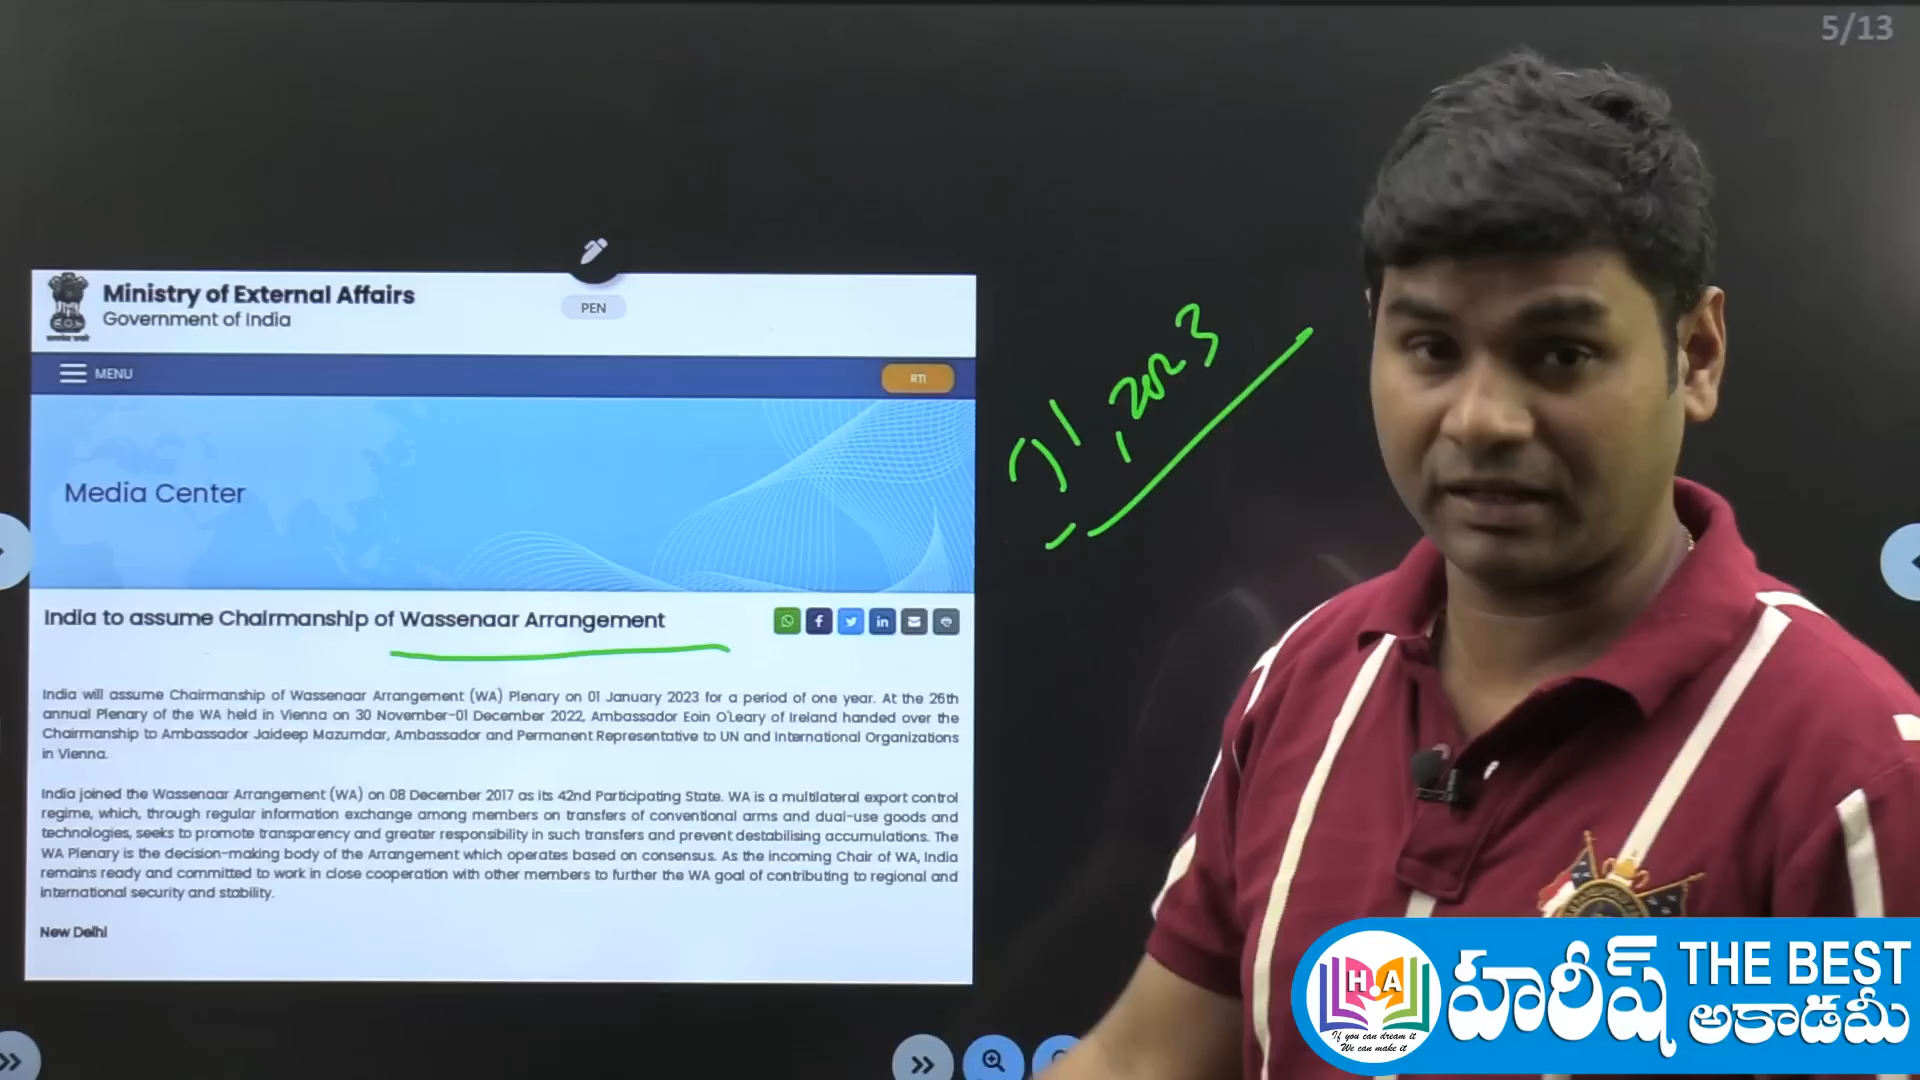 5/13
Ministry of External Affairs
Government of India
PEN
MENU
RTI
Media Center
India to assume Chairmanship of Wassenaar Arrangement
India will assume Chairmanship of Wassenaar Arrangement (WA) Plenary on 01 January 2023 for a period of one year. At the 26th
annual Plenary of the WA held in Vienna on 30 November-01 December 2022, Ambassador Eoin O'Leary of Ireland handed over the
Chairmanship to Ambassador Jaideep Mazumdar, Ambassador and Permanent Representative to UN and International Organizations
in Vienna.
India joined the Wassenaar Arrangement (WA) on 08 December 2017 as its 42nd Participating State. WA is a multilateral export control
regime, which, through regular information exchange among members on transfers of conventional arms and dual-use goods and
technologies, seeks to promote transparency and greater responsibility in such transfers and prevent destabilising accumulations. The
WA Plenary is the decision-making body of the Arrangement which operates based on consensus. As the incoming Chair of WA, India
remains ready and committed to work in close cooperation with other members to further the WA goal of contributing to regional and
international security and stability.
New Delhi
2023
H.A
If you can dream it
We can make it
హరీష్ THE BEST
అకాడమీ